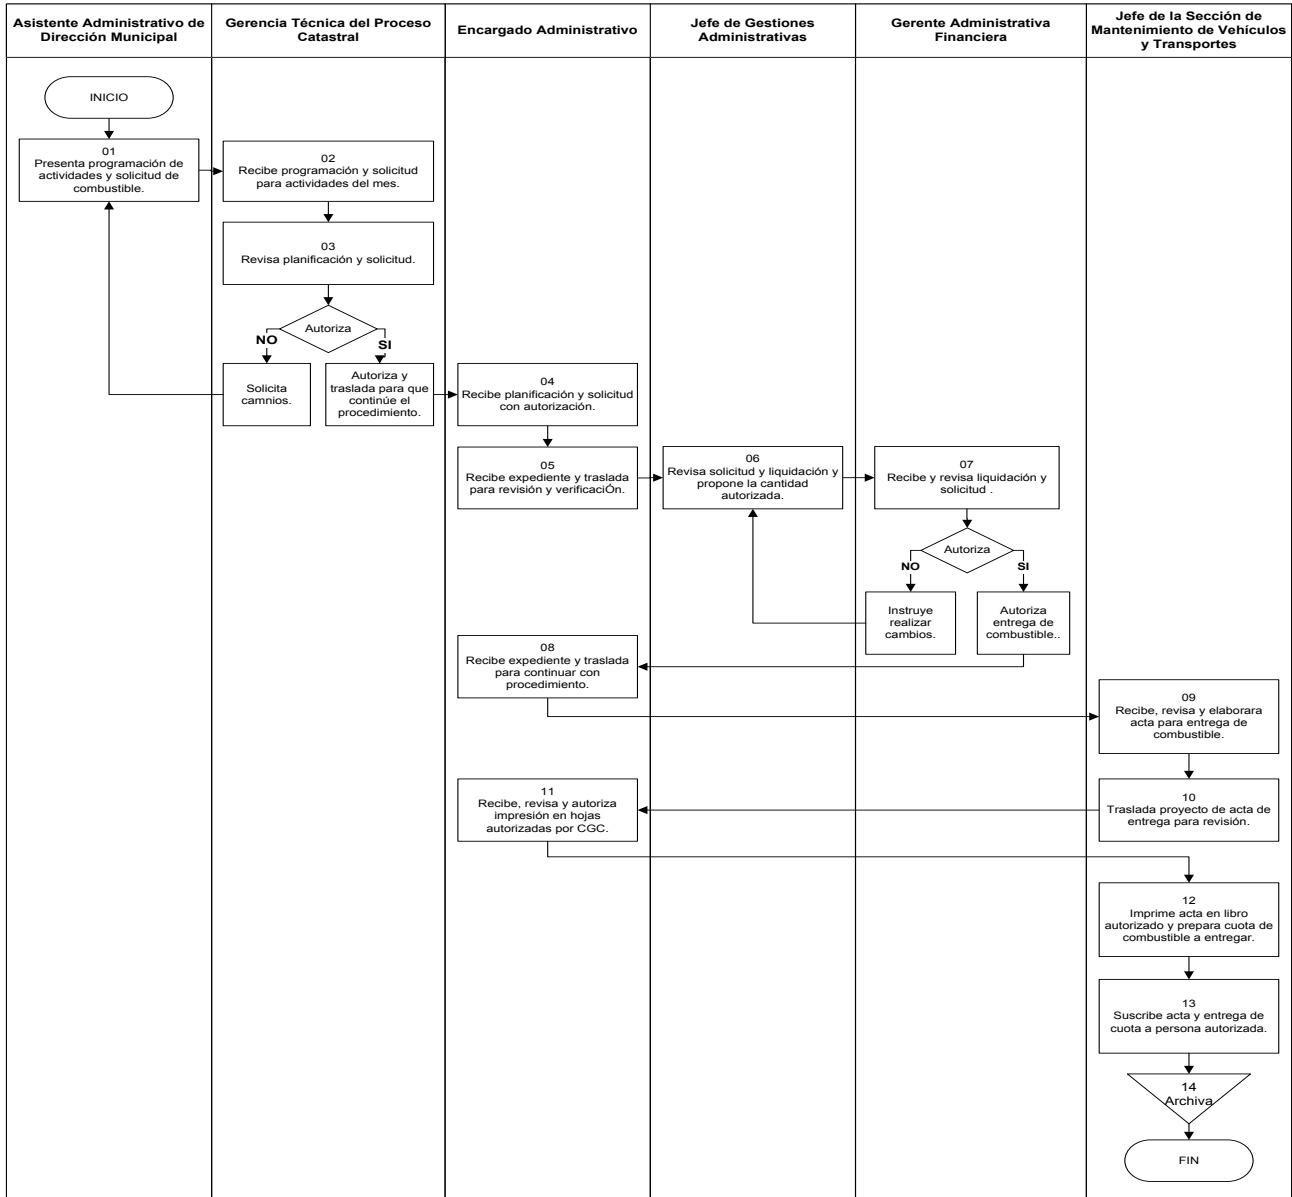 Asistente Administrativo de
Dirección Municipal
Gerencia Técnica del Proceso
Catastral
Encargado Administrativo
Jefe de Gestiones
Administrativas
Gerente Administrativa
Financiera
Jefe de la Sección de
Mantenimiento de Vehículos
y Transportes
INICIO
01
Presenta programación de
actividades y solicitud de
combustible.
02
Recibe programación y solicitud
para actividades del mes.
03
Revisa planificación y solicitud.
Autoriza
NO
SI
Solicita
camnios.
Autoriza y
traslada para que
continúe el
procedimiento.
04
Recibe planificación y solicitud
con autorización.
05
Recibe expediente y traslada
para revisión y verificaciÓn.
06
Revisa solicitud y liquidación y
propone la cantidad
autorizada.
07
Recibe y revisa liquidación y
solicitud .
Autoriza
NO
SI
Instruye
realizar
cambios.
Autoriza
entrega de
combustible..
08
Recibe expediente y traslada
para continuar con
procedimiento.
09
Recibe, revisa y elaborara
acta para entrega de
combustible.
10
Traslada proyecto de acta de
entrega para revisión.
11
Recibe, revisa y autoriza
impresión en hojas
autorizadas por CGC.
12
Imprime acta en libro
autorizado y prepara cuota de
combustible a entregar.
13
Suscribe acta y entrega de
cuota a persona autorizada.
14
Archiva
FIN